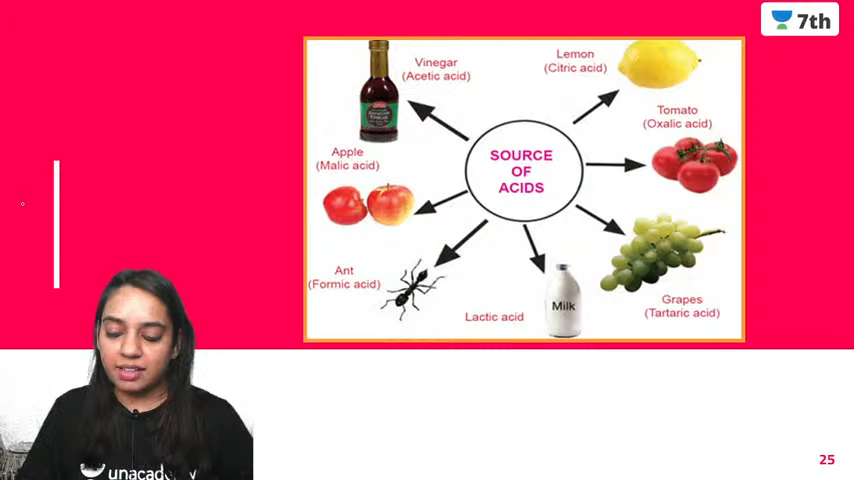 7th
Vinegar
(Acetic acid)
Lemon
(Citric acid)
Tomato
(Oxalic acid)
Apple
(Malic acid)
SOURCE
OF
ACIDS
Ant
(Formic acid)
Lactic acid
Milk
Grapes
(Tartaric acid)
unacademy
25